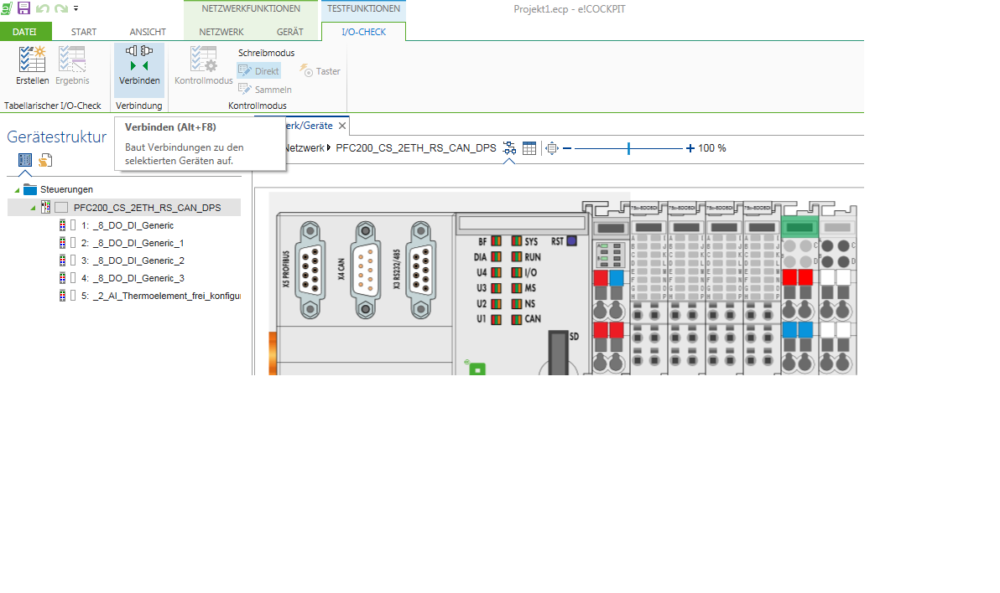 NETZWERKFUNKTIONEN TESTFUNKTIONEN Projekt1.ecp - e!COCKPIT
DATEI START ANSICHT NETZWERK GERÄT I/O-CHECK
Schreibmodus
Direkt Taster
Erstellen Ergebnis Verbinden Kontrollmodus
Sammeln
Tabellarischer I/O-Check Verbindung Kontrollmodus
Verbinden (Alt+F8)
Baut Verbindungen zu den
selektierten Geräten auf.
erk/Geräte
Gerätestruktur
Netzwerk PFC200_CS_2ETH_RS_CAN_DPS 100 %
Steuerungen
PFC200_CS_2ETH_RS_CAN_DPS
1: _8_DO_DI_Generic
2: _8_DO_DI_Generic_1
3: _8_DO_DI_Generic_2
4: _8_DO_DI_Generic_3
5: _2_AI_Thermoelement_frei_konfigu
X5 PROFIBUS
X4 CAN
X3 RS232/485
BF SYS RST
DIA RUN
U4 I/O
U3 MS
U2 NS
U1 CAN
SD